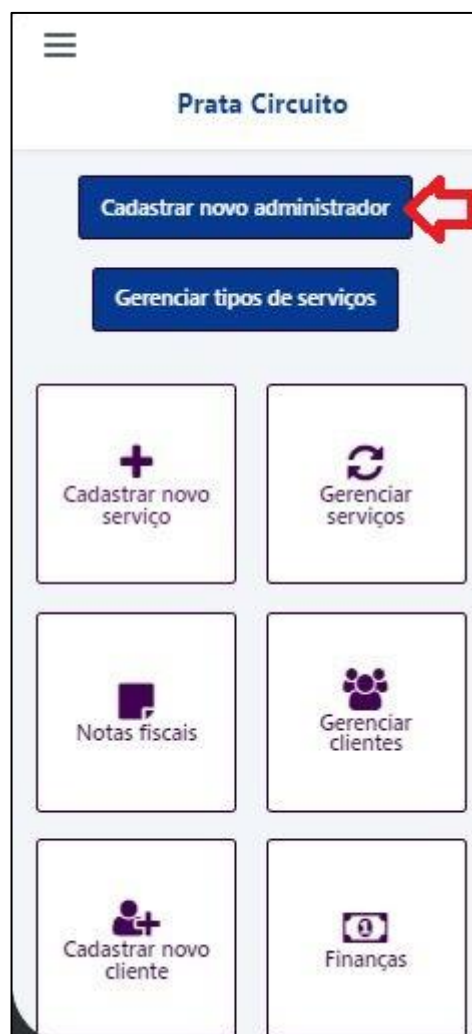 Prata Circuito
Cadastrar novo administrador
Gerenciar tipos de serviços
Cadastrar novo
serviço
Gerenciar
serviços
Notas fiscais
Gerenciar
clientes
Cadastrar novo
cliente
Finanças